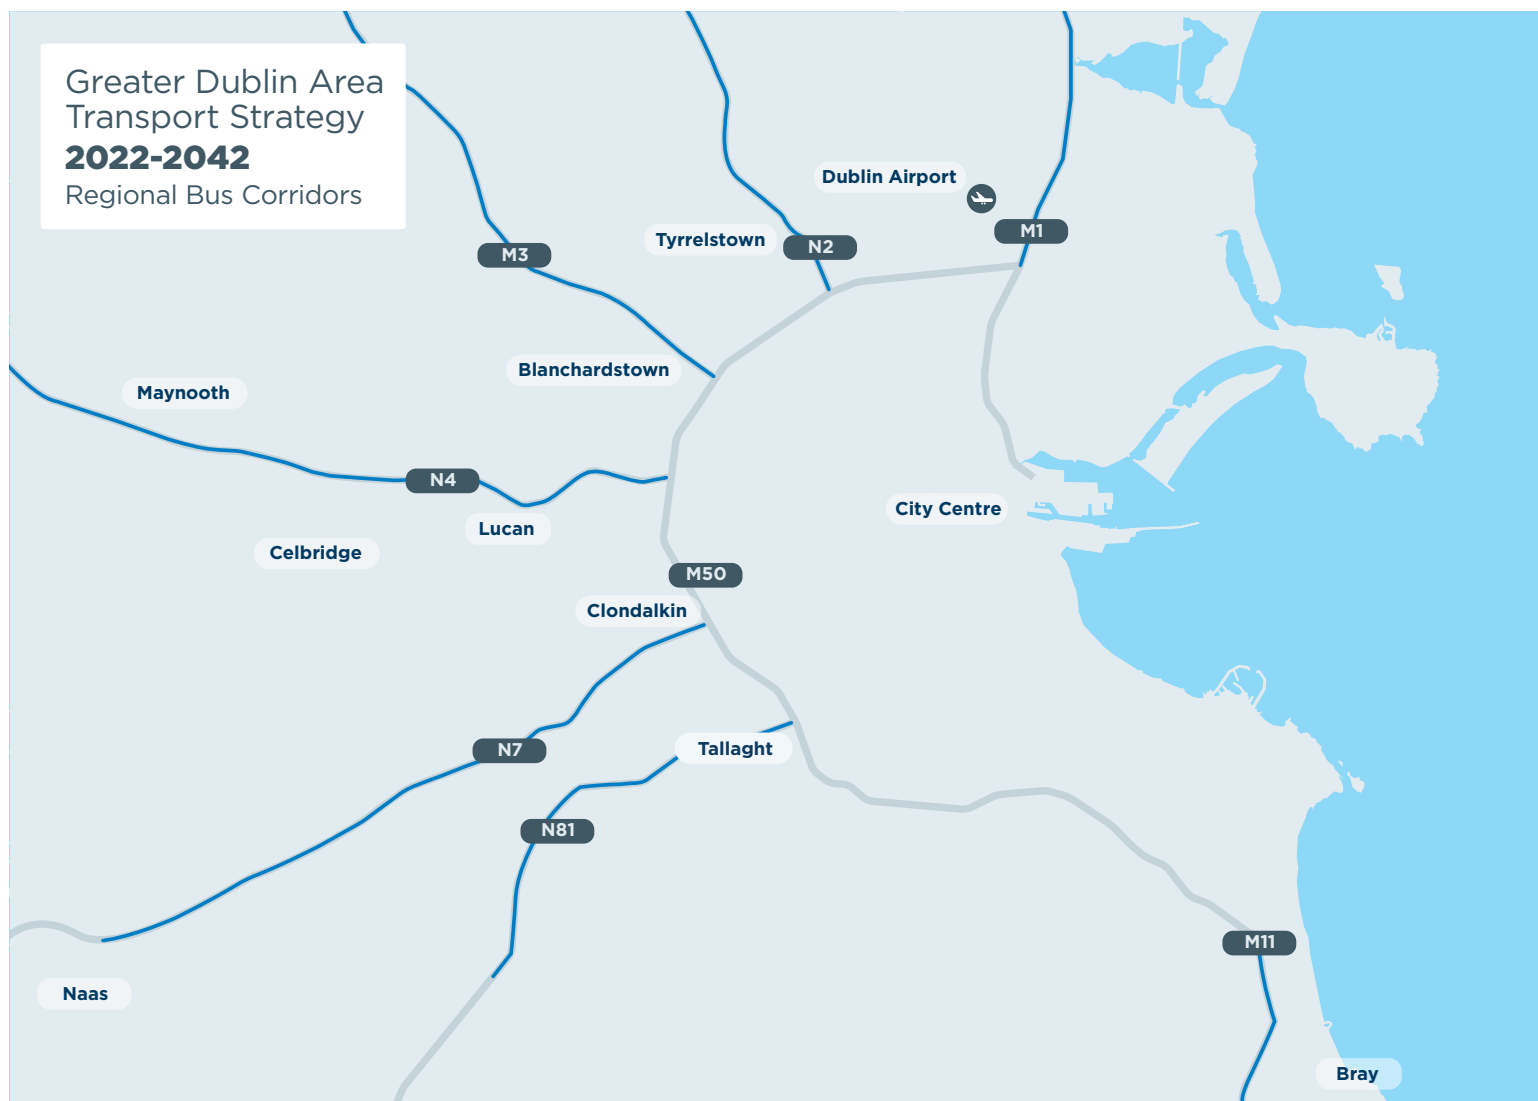 Greater Dublin Area
Transport Strategy
2022-2042
Regional Bus Corridors
Dublin Airport
M1
Tyrrelstown
N2
M3
Blanchardstown
Maynooth
N4
City Centre
Lucan
Celbridge
M50
Clondalkin
N7
Tallaght
N81
M11
Naas
Bray